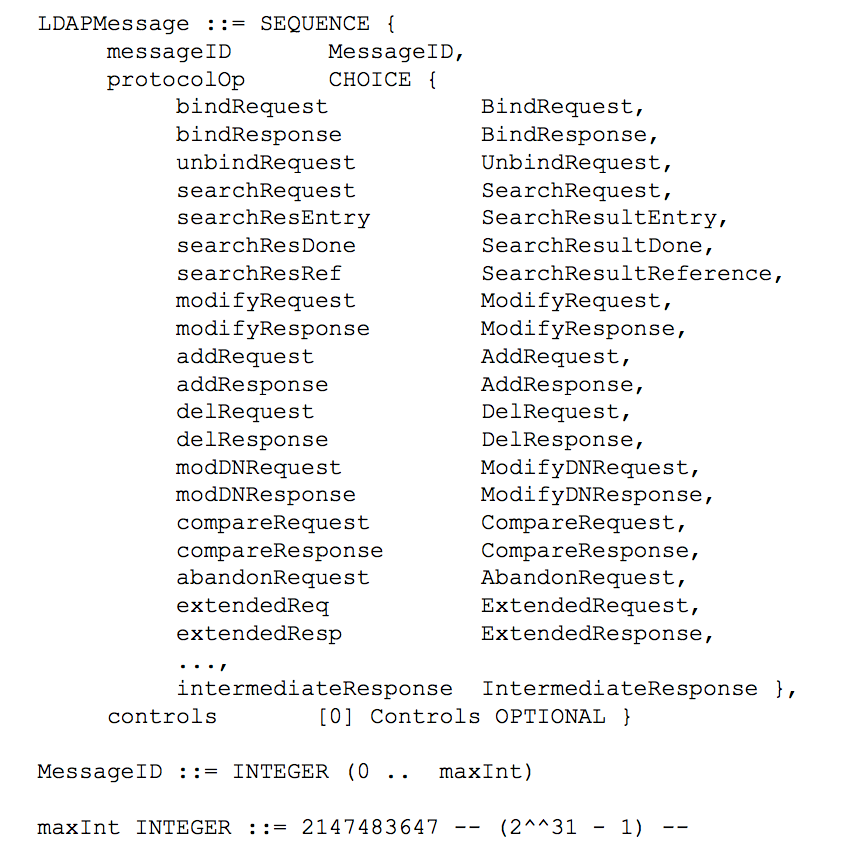 LDAPMessage ::= SEQUENCE {
     messageID       MessageID,
     protocolOp      CHOICE {
          bindRequest           BindRequest,
          bindResponse          BindResponse,
          unbindRequest         UnbindRequest,
          searchRequest         SearchRequest,
          searchResEntry        SearchResultEntry,
          searchResDone         SearchResultDone,
          searchResRef          SearchResultReference,
          modifyRequest         ModifyRequest,
          modifyResponse        ModifyResponse,
          addRequest            AddRequest,
          addResponse           AddResponse,
          delRequest            DelRequest,
          delResponse           DelResponse,
          modDNRequest          ModifyDNRequest,
          modDNResponse         ModifyDNResponse,
          compareRequest        CompareRequest,
          compareResponse       CompareResponse,
          abandonRequest        AbandonRequest,
          extendedReq           ExtendedRequest,
          extendedResp          ExtendedResponse,
          ...,
          intermediateResponse  IntermediateResponse },
     controls       [0] Controls OPTIONAL }
MessageID ::= INTEGER (0 ..  maxInt)
maxInt INTEGER ::= 2147483647 -- (2^^31 - 1) --